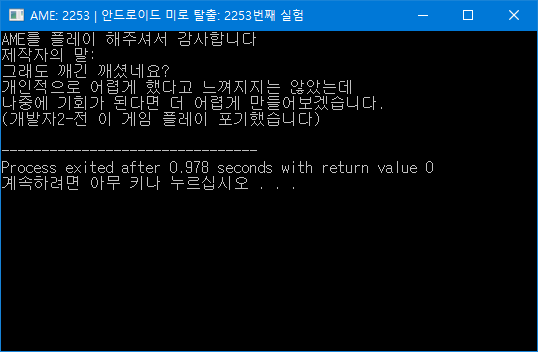 AME: 2253 | 안드로이드 미로 탈출: 2253번째 실험
AME를 플레이 해주셔서 감사합니다
제작자의 말:
그래도 깨긴 깨셨네요?
개인적으로 어렵게 했다고 느껴지지는 않았는데
나중에 기회가 된다면 더 어렵게 만들어보겠습니다.
(개발자2-전 이 게임 플레이 포기했습니다)
--------------------------------
Process exited after 0.978 seconds with return value 0
계속하려면 아무 키나 누르십시오 . . .